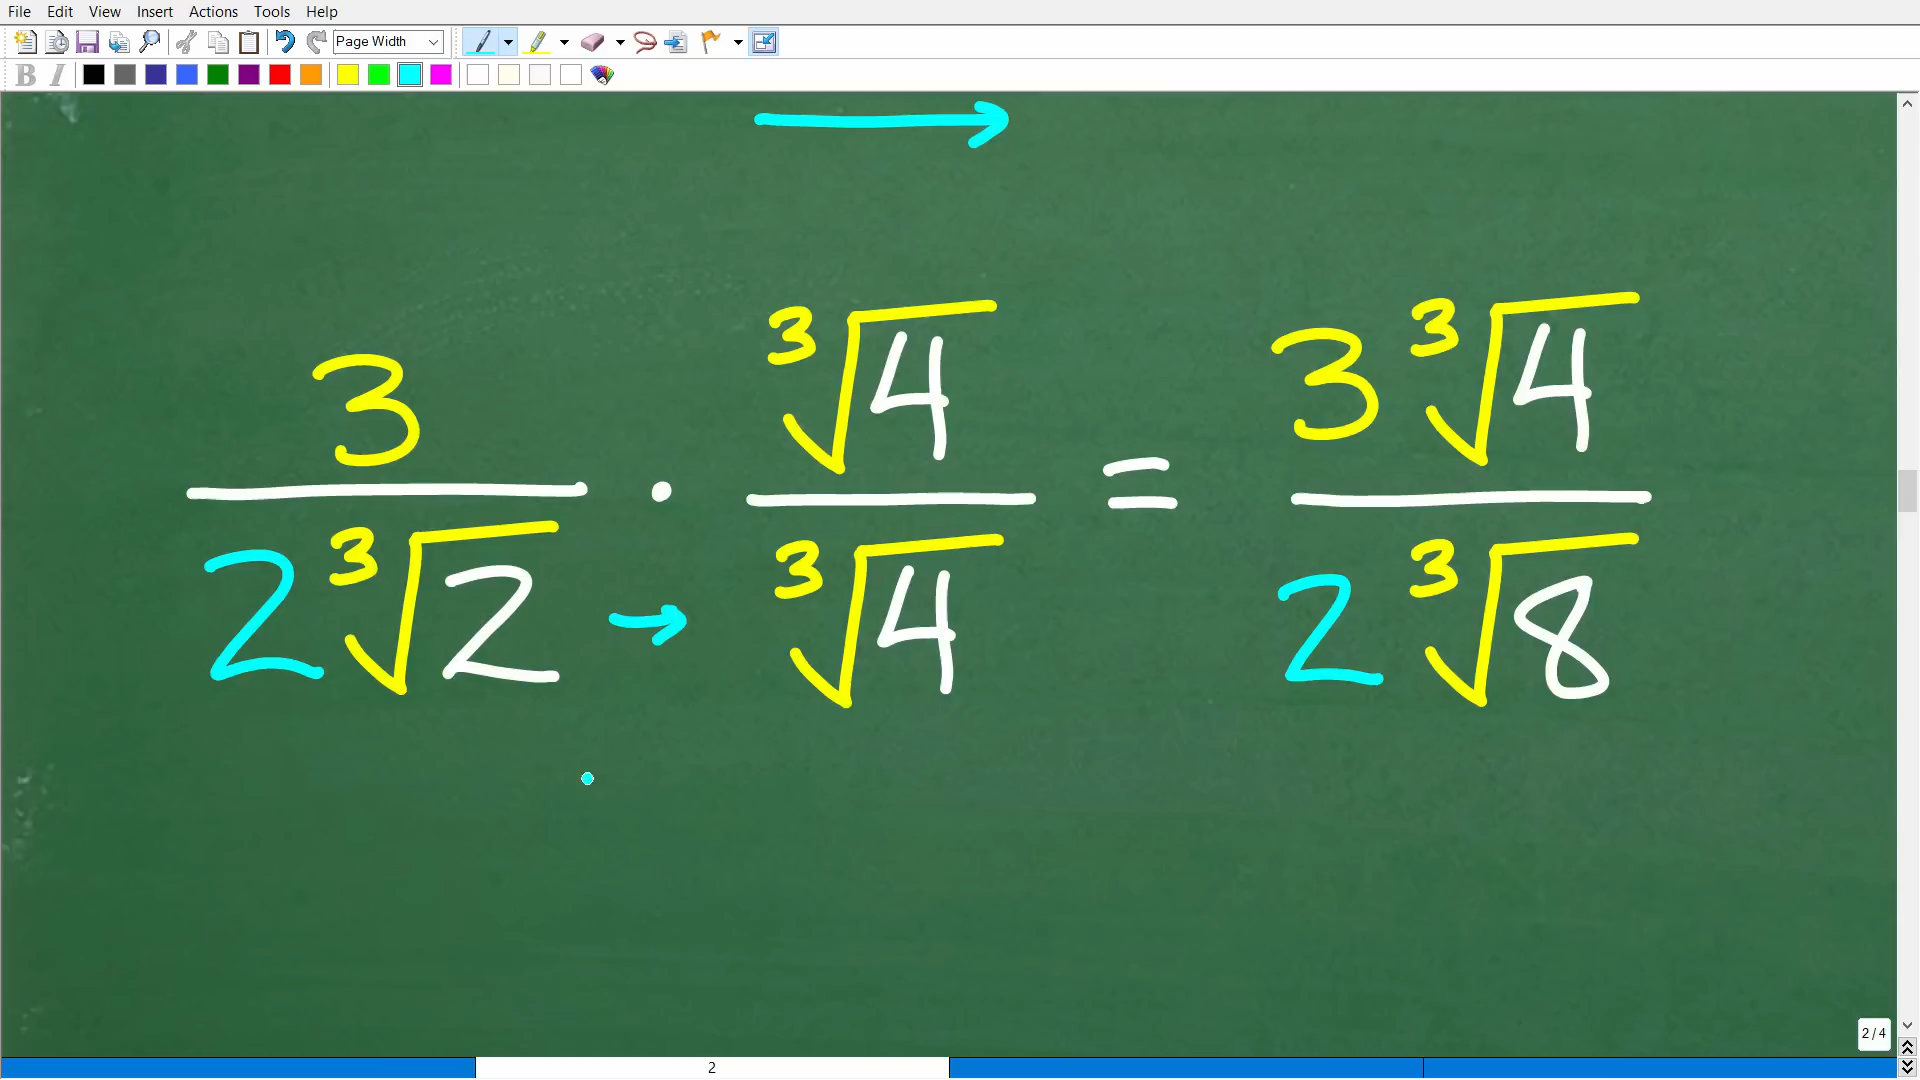 File Edit View Insert Actions Tools Help
Page Width
B I
3/(2∛2) · ∛4/∛4 = 3∛4/(2∛8)
2 / 4
2